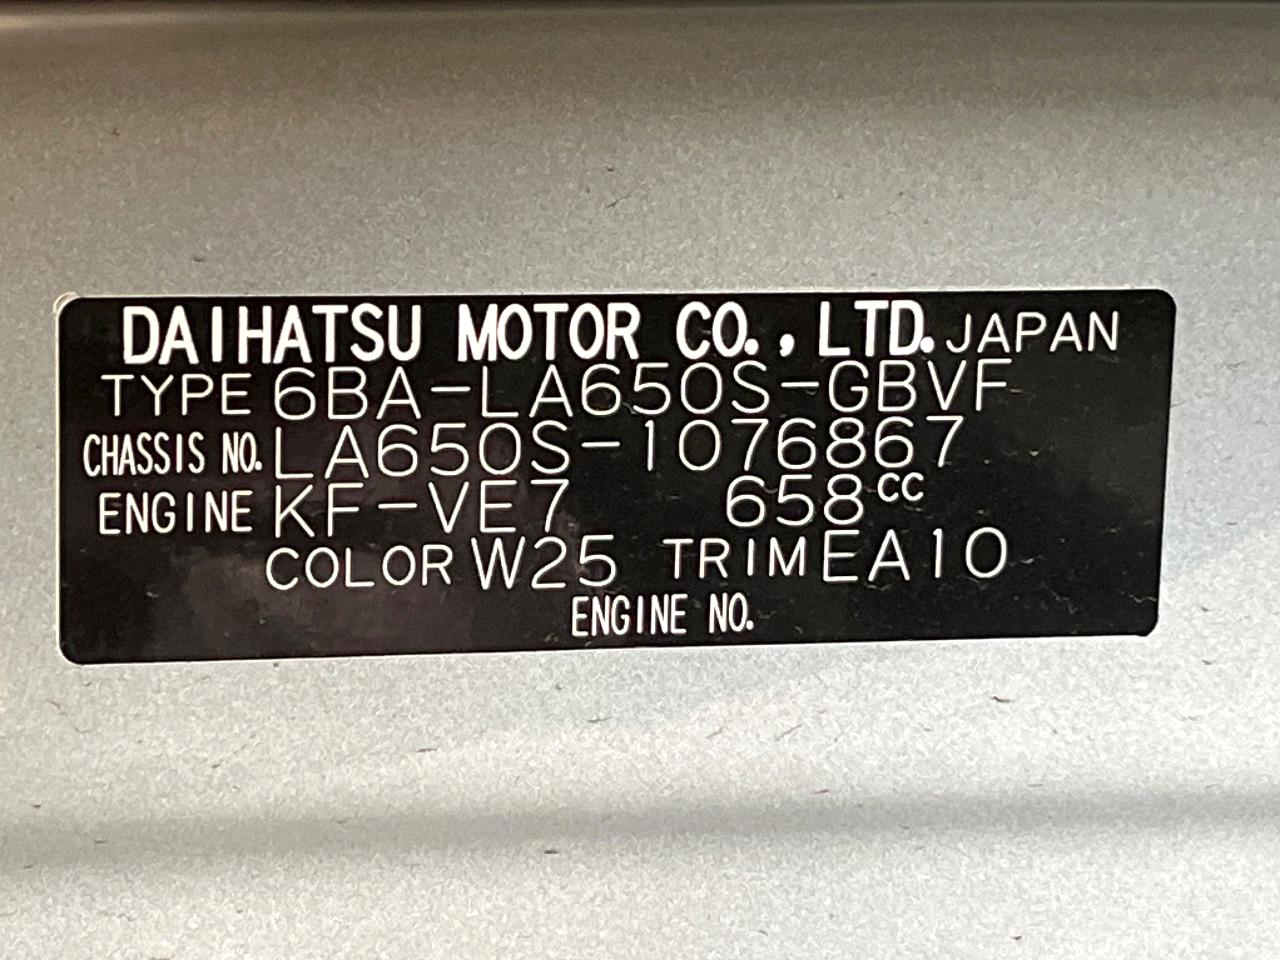 DAIHATSU MOTOR CO., LTD. JAPAN
TYPE 6BA-LA650S-GBVF
CHASSIS NO. LA650S-1076867
ENGINE KF-VE7 658cc
COLOR W25 TRIM EA10
ENGINE NO.